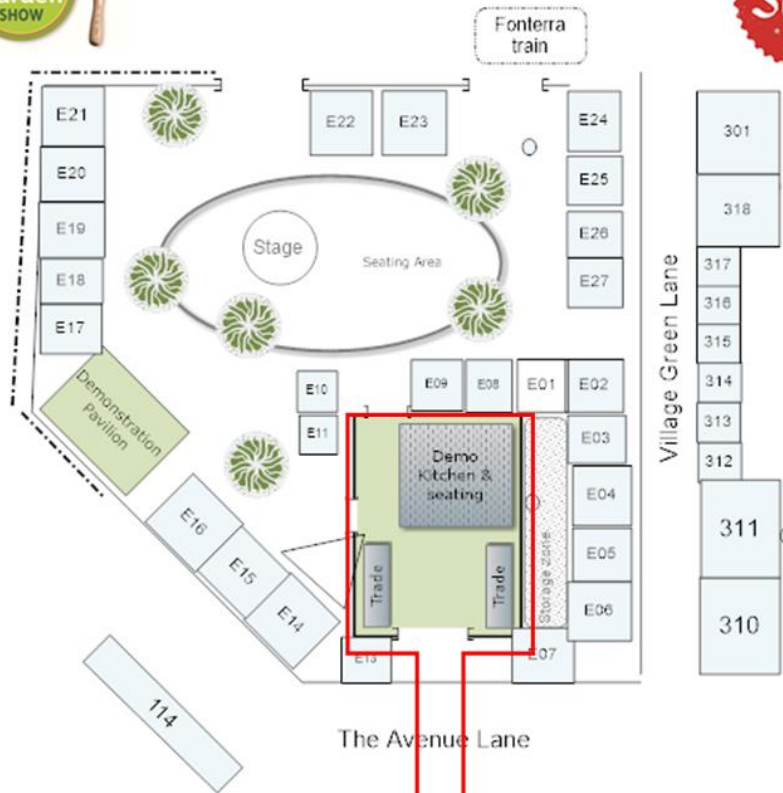 SHOW
Fonterra
train
E21
E22
E23
E24
301
E20
E25
318
E19
Stage
Seating Area
E26
E18
E27
317
316
E17
315
Village Green Lane
Demonstration
Pavilion
E10
E09
E08
E01
E02
314
E11
E03
313
Demo
Kitchen &
seating
312
E16
E04
311
E15
Trade
Trade
Storage zone
E05
E14
E06
310
E13
E07
114
The Avenue Lane